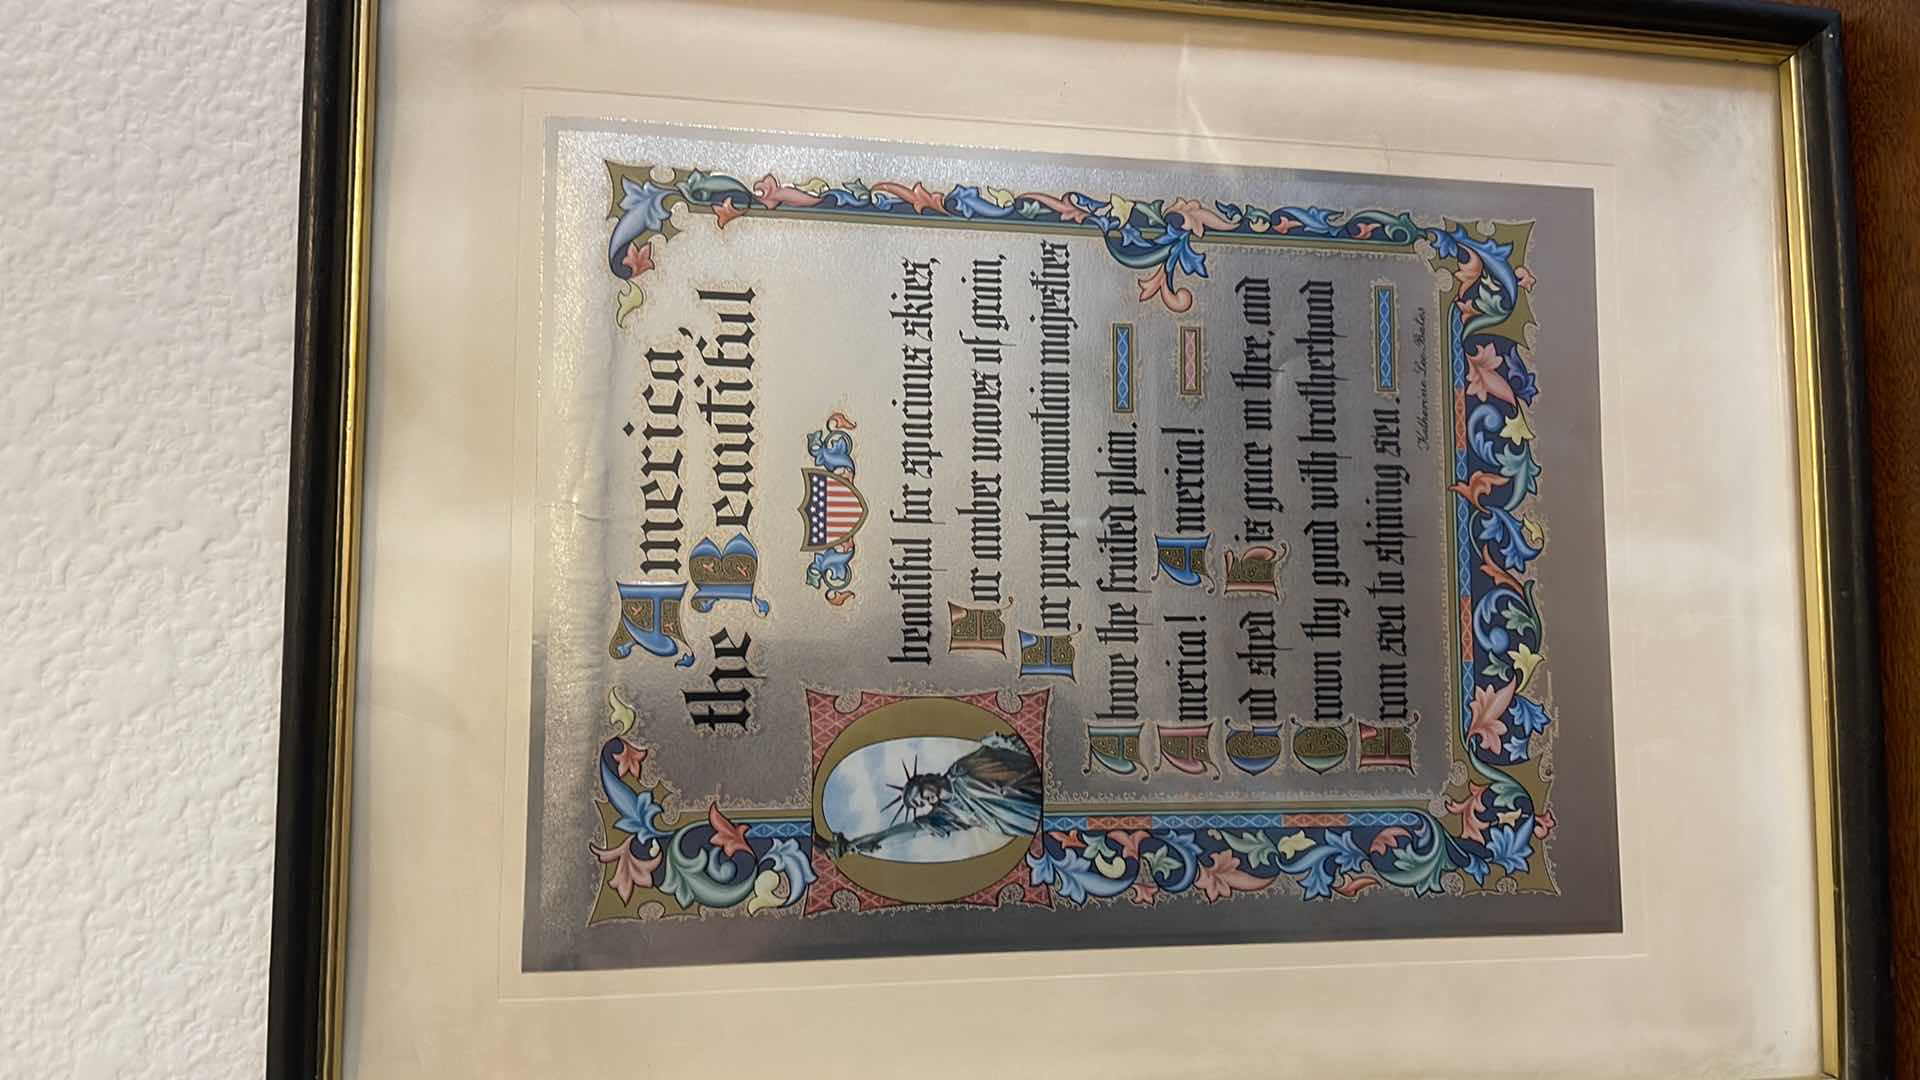 America,
the Beautiful
beautiful for spacious skies,
For amber waves of grain,
For purple mountain majesties
Above the fruited plain.
America! America!
God shed His grace on thee, and
Crown thy good with brotherhood
From sea to shining sea.
Katherine Lee Bates